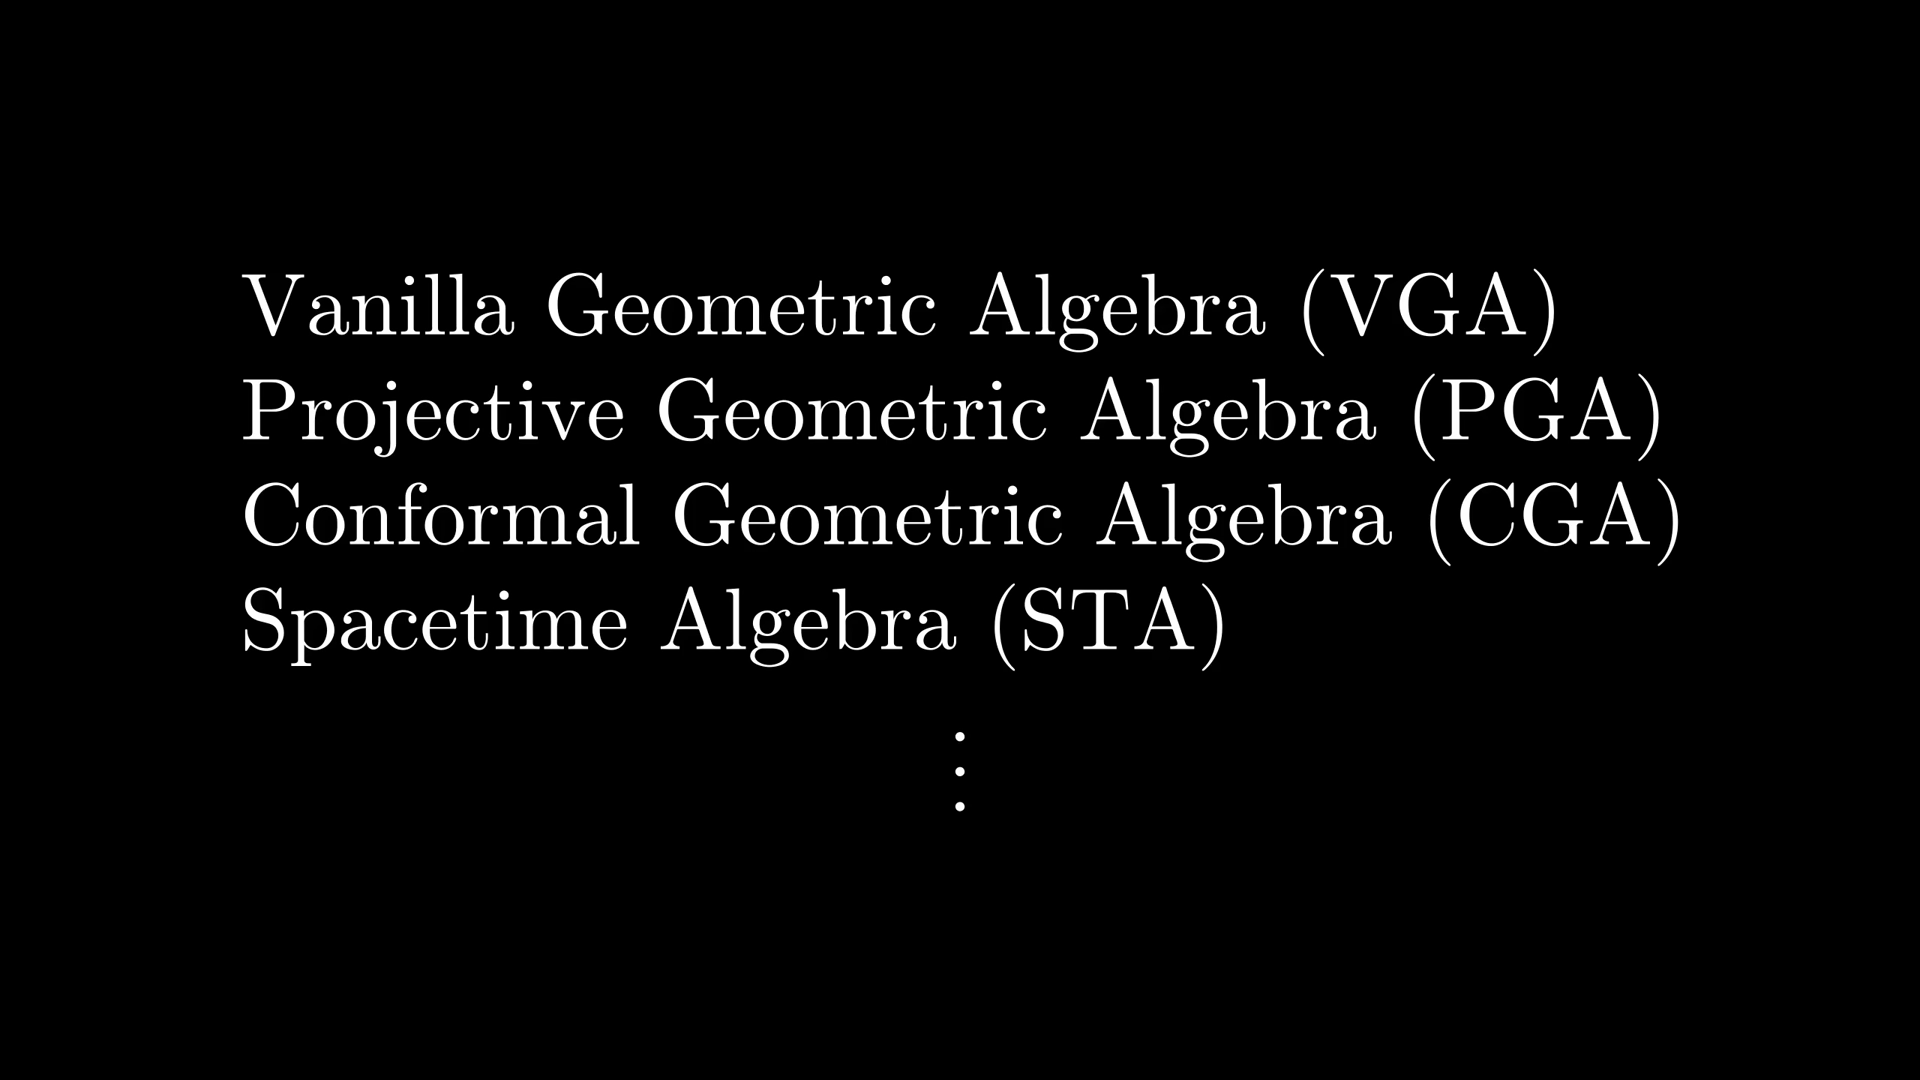 Vanilla Geometric Algebra (VGA)
Projective Geometric Algebra (PGA)
Conformal Geometric Algebra (CGA)
Spacetime Algebra (STA)
⋮